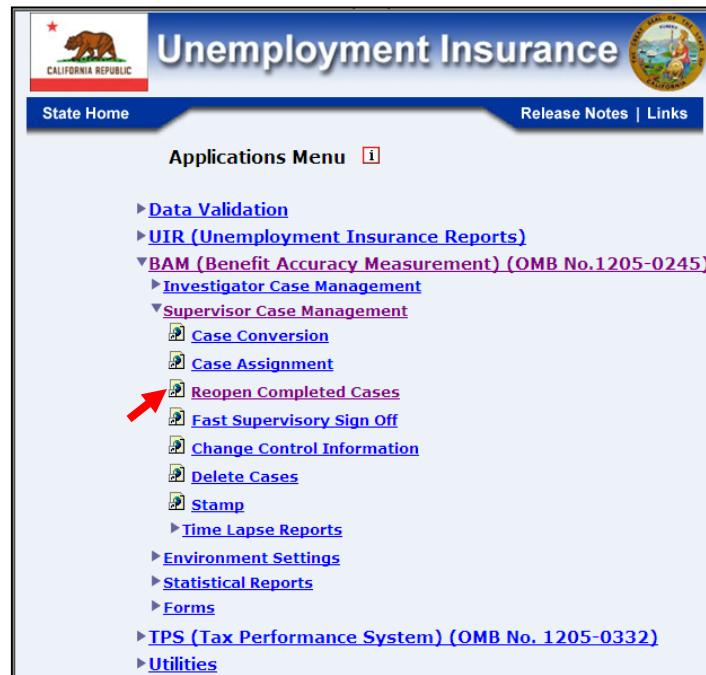 CALIFORNIA REPUBLIC
Unemployment Insurance
State Home
Release Notes | Links
Applications Menu i
Data Validation
UIR (Unemployment Insurance Reports)
BAM (Benefit Accuracy Measurement) (OMB No.1205-0245)
Investigator Case Management
Supervisor Case Management
Case Conversion
Case Assignment
Reopen Completed Cases
Fast Supervisory Sign Off
Change Control Information
Delete Cases
Stamp
Time Lapse Reports
Environment Settings
Statistical Reports
Forms
TPS (Tax Performance System) (OMB No. 1205-0332)
Utilities